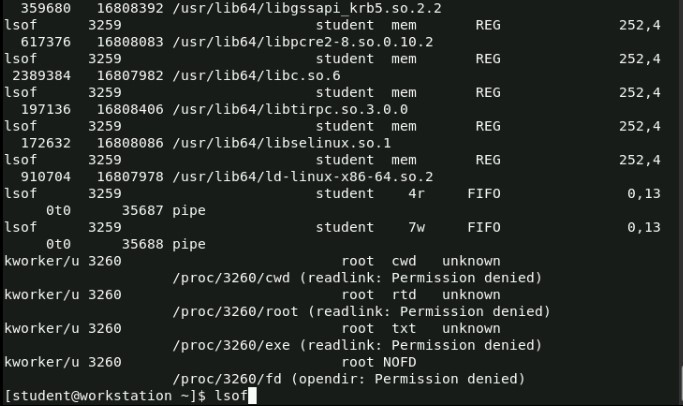 359680  16808392 /usr/lib64/libgssapi_krb5.so.2.2
lsof      3259                       student  mem       REG              252,4
617376  16808083 /usr/lib64/libpcre2-8.so.0.10.2
lsof      3259                       student  mem       REG              252,4
2389384  16807982 /usr/lib64/libc.so.6
lsof      3259                       student  mem       REG              252,4
197136  16808406 /usr/lib64/libtirpc.so.3.0.0
lsof      3259                       student  mem       REG              252,4
172632  16808086 /usr/lib64/libselinux.so.1
lsof      3259                       student  mem       REG              252,4
910704  16807978 /usr/lib64/ld-linux-x86-64.so.2
lsof      3259                       student    4r     FIFO               0,13
0t0     35687 pipe
lsof      3259                       student    7w     FIFO               0,13
0t0     35688 pipe
kworker/u 3260                          root  cwd   unknown
/proc/3260/cwd (readlink: Permission denied)
kworker/u 3260                          root  rtd   unknown
/proc/3260/root (readlink: Permission denied)
kworker/u 3260                          root  txt   unknown
/proc/3260/exe (readlink: Permission denied)
kworker/u 3260                          root NOFD
/proc/3260/fd (opendir: Permission denied)
[student@workstation ~]$ lsof